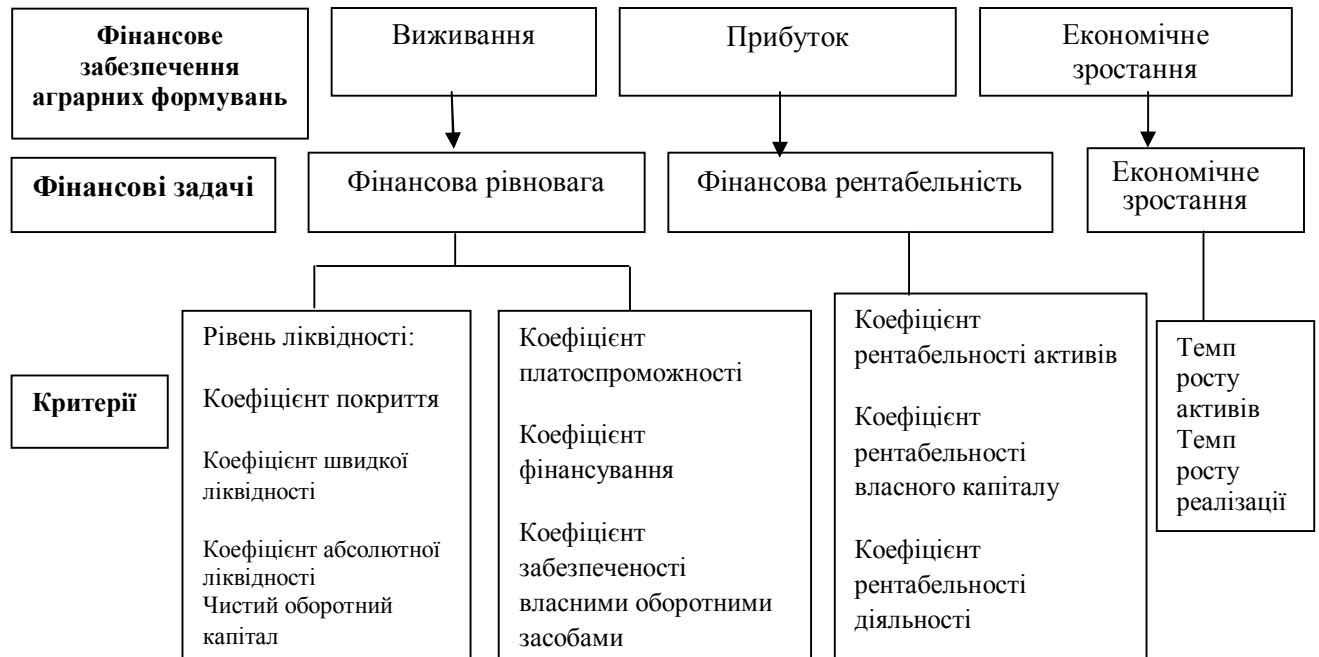 Фінансове
забезпечення
аграрних формувань
Виживання
Прибуток
Економічне
зростання
Фінансові задачі
Фінансова рівновага
Фінансова рентабельність
Економічне
зростання
Критерії
Рівень ліквідності:
Коефіцієнт покриття
Коефіцієнт швидкої
ліквідності
Коефіцієнт абсолютної
ліквідності
Чистий оборотний
капітал
Коефіцієнт
платоспроможності
Коефіцієнт
фінансування
Коефіцієнт
забезпеченості
власними оборотними
засобами
Коефіцієнт
рентабельності активів
Коефіцієнт
рентабельності
власного капіталу
Коефіцієнт
рентабельності
діяльності
Темп
росту
активів
Темп
росту
реалізації